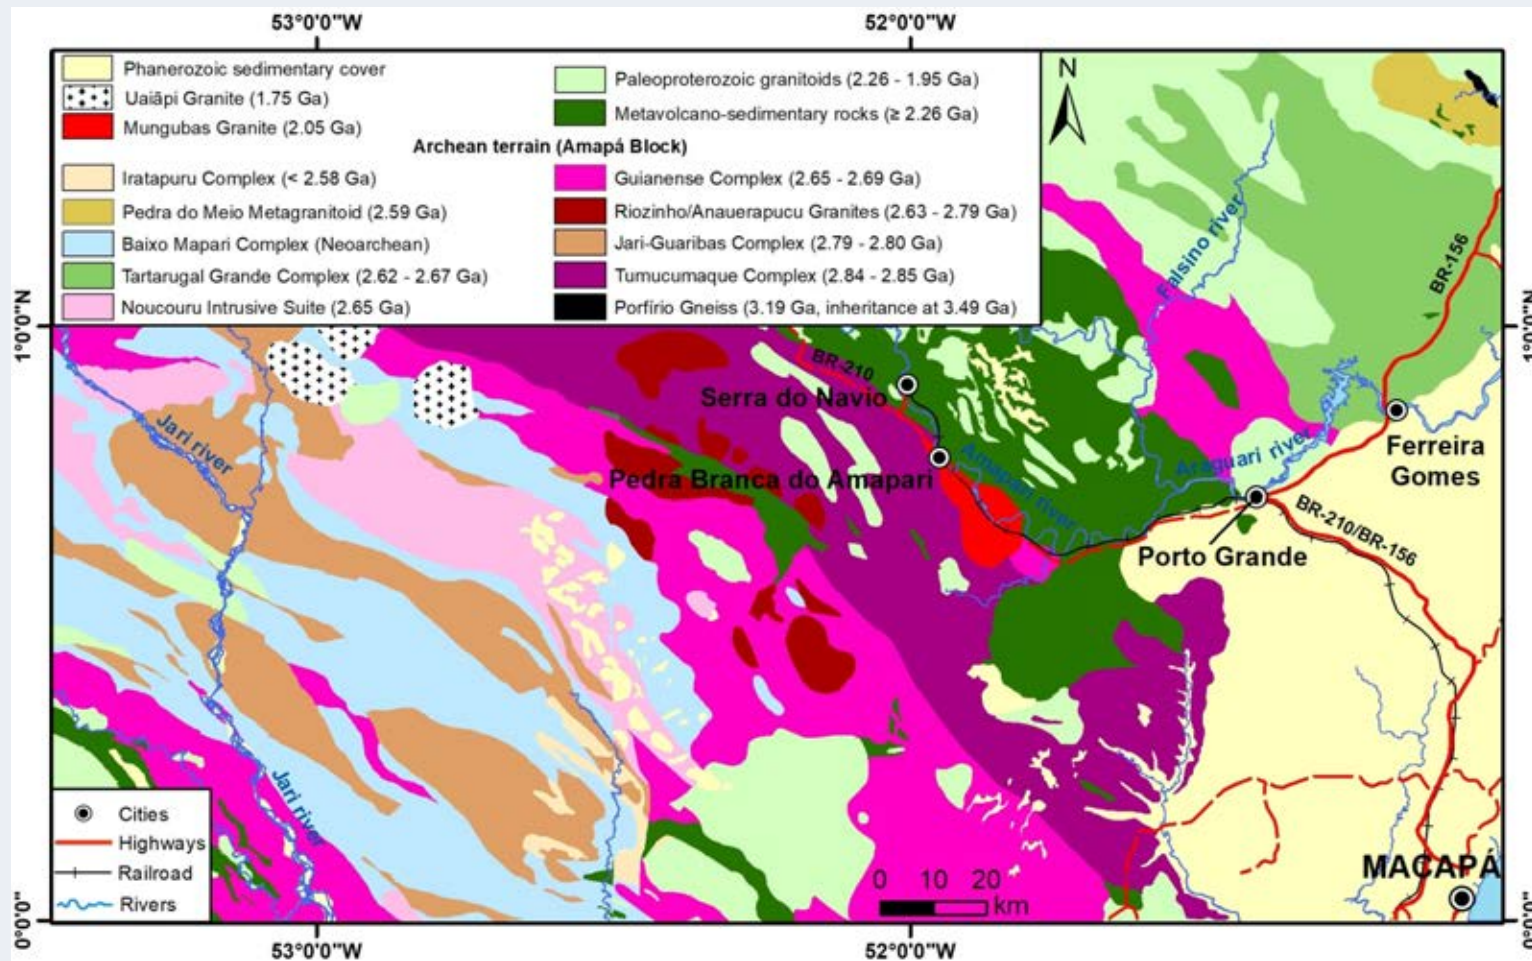 53°0'0"W
52°0'0"W
Phanerozoic sedimentary cover
Uaiãpi Granite (1.75 Ga)
Mungubas Granite (2.05 Ga)
Paleoproterozoic granitoids (2.26 - 1.95 Ga)
Metavolcano-sedimentary rocks (≥ 2.26 Ga)
Archean terrain (Amapá Block)
Iratapuru Complex (< 2.58 Ga)
Pedra do Meio Metagranitoid (2.59 Ga)
Baixo Mapari Complex (Neoarchean)
Tartarugal Grande Complex (2.62 - 2.67 Ga)
Noucouru Intrusive Suite (2.65 Ga)
Guianense Complex (2.65 - 2.69 Ga)
Riozinho/Anauerapucu Granites (2.63 - 2.79 Ga)
Jari-Guaribas Complex (2.79 - 2.80 Ga)
Tumucumaque Complex (2.84 - 2.85 Ga)
Porfírio Gneiss (3.19 Ga, inheritance at 3.49 Ga)
N
Falsino river
BR-156
1°0'0"N
1°0'0"N
BR-210
Serra do Navio
Jari river
Pedra Branca do Amapari
Amapari river
Araguari river
Ferreira
Gomes
BR-210/BR-156
Porto Grande
Jari river
Cities
Highways
Railroad
Rivers
0 10 20
km
MACAPÁ
0°0'0"
0°0'0"
53°0'0"W
52°0'0"W